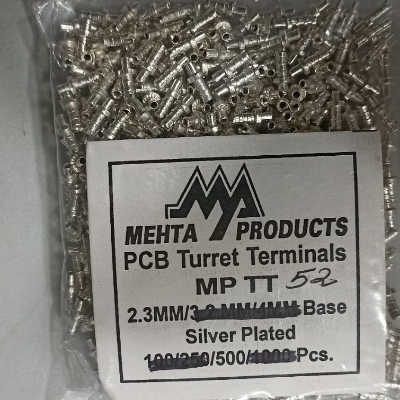 MEHTA PRODUCTS
PCB Turret Terminals
MP TT 52
2.3MM/3.2 MM/4MM Base
Silver Plated
100/250/500/1000 Pcs.